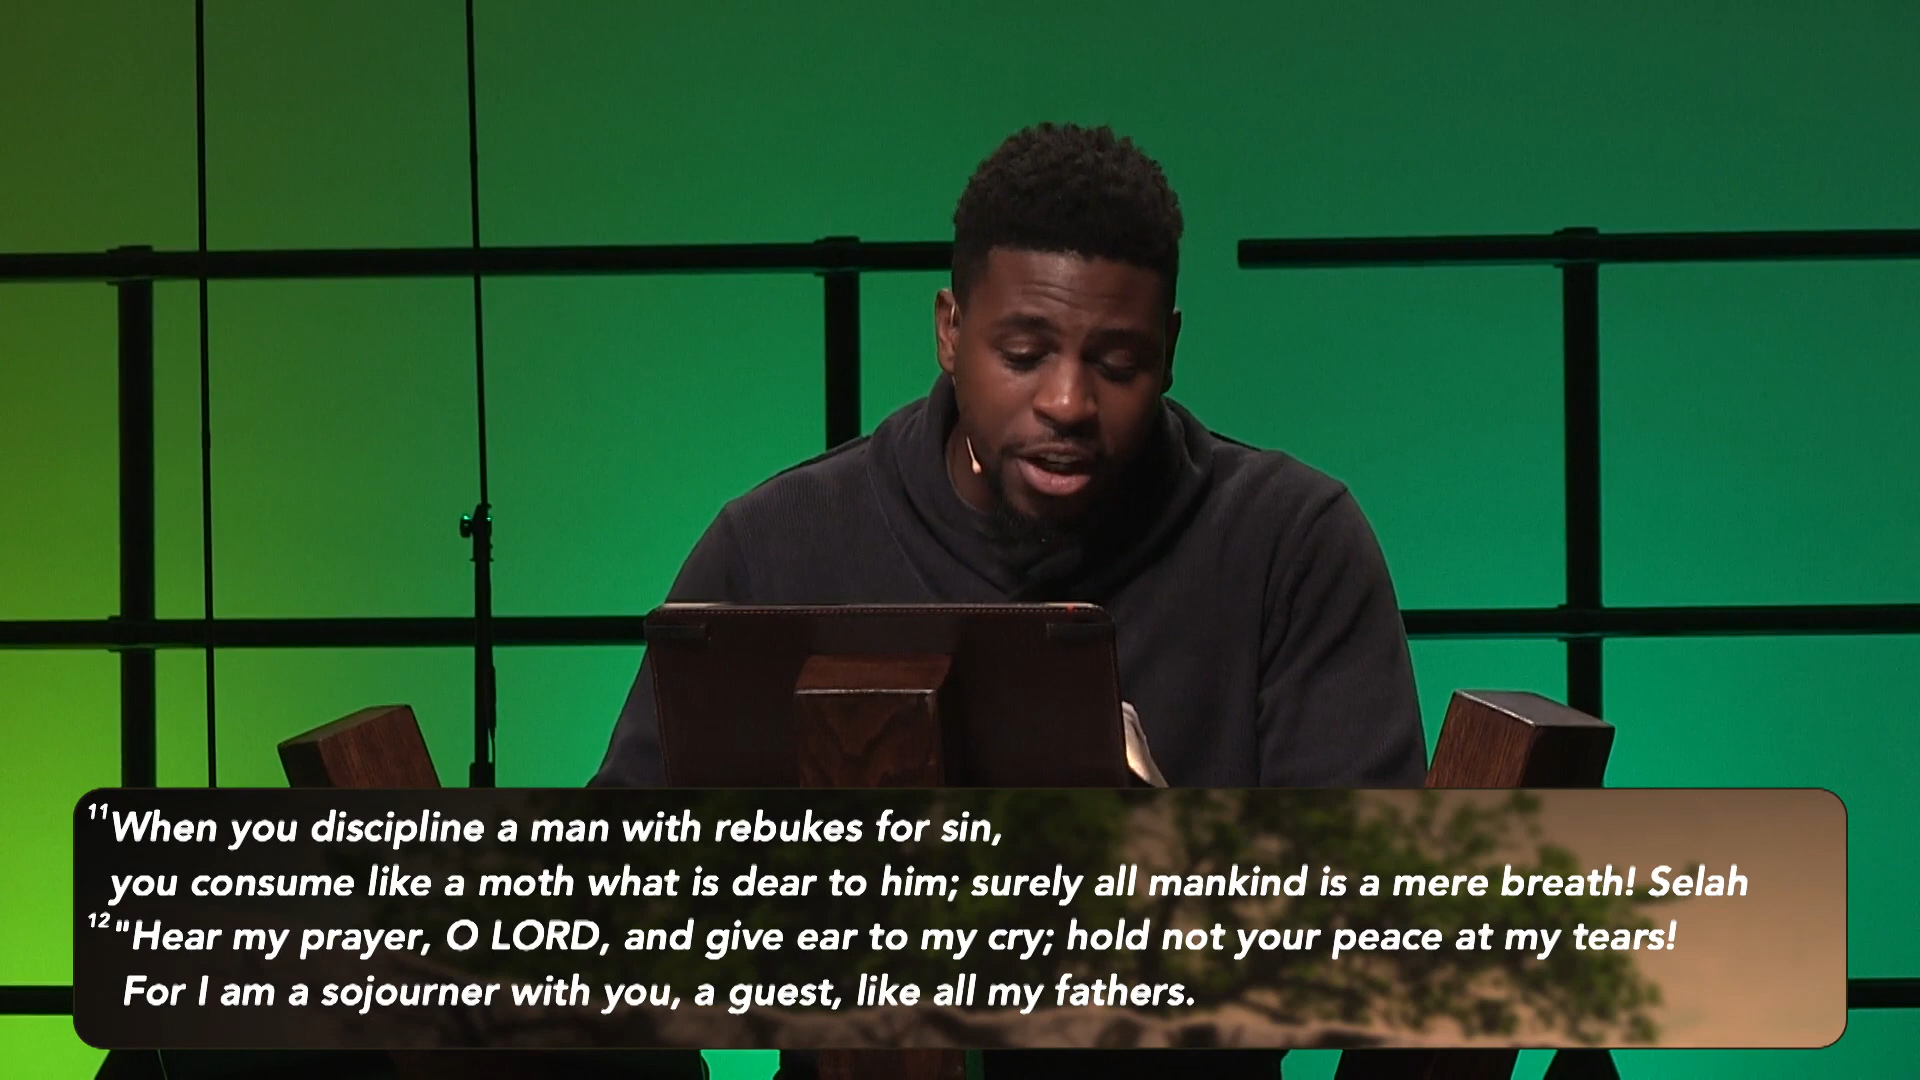 11When you discipline a man with rebukes for sin,
you consume like a moth what is dear to him; surely all mankind is a mere breath! Selah
12"Hear my prayer, O LORD, and give ear to my cry; hold not your peace at my tears!
For I am a sojourner with you, a guest, like all my fathers.